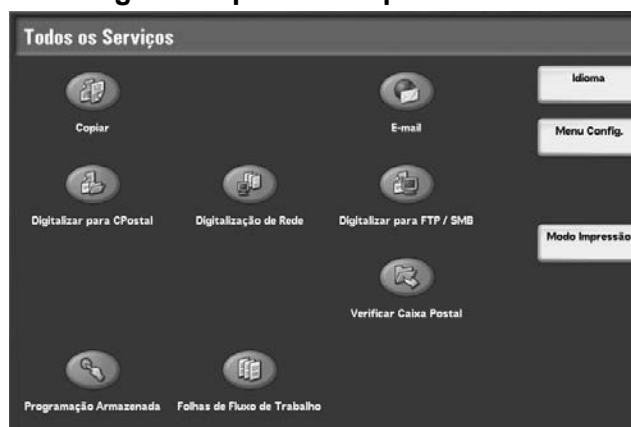 Todos os Serviços
Copiar
E-mail
Idioma
Menu Config.
Digitalizar para CPostal
Digitalização de Rede
Digitalizar para FTP / SMB
Modo Impressão
Verificar Caixa Postal
Programação Armazenada
Folhas de Fluxo de Trabalho